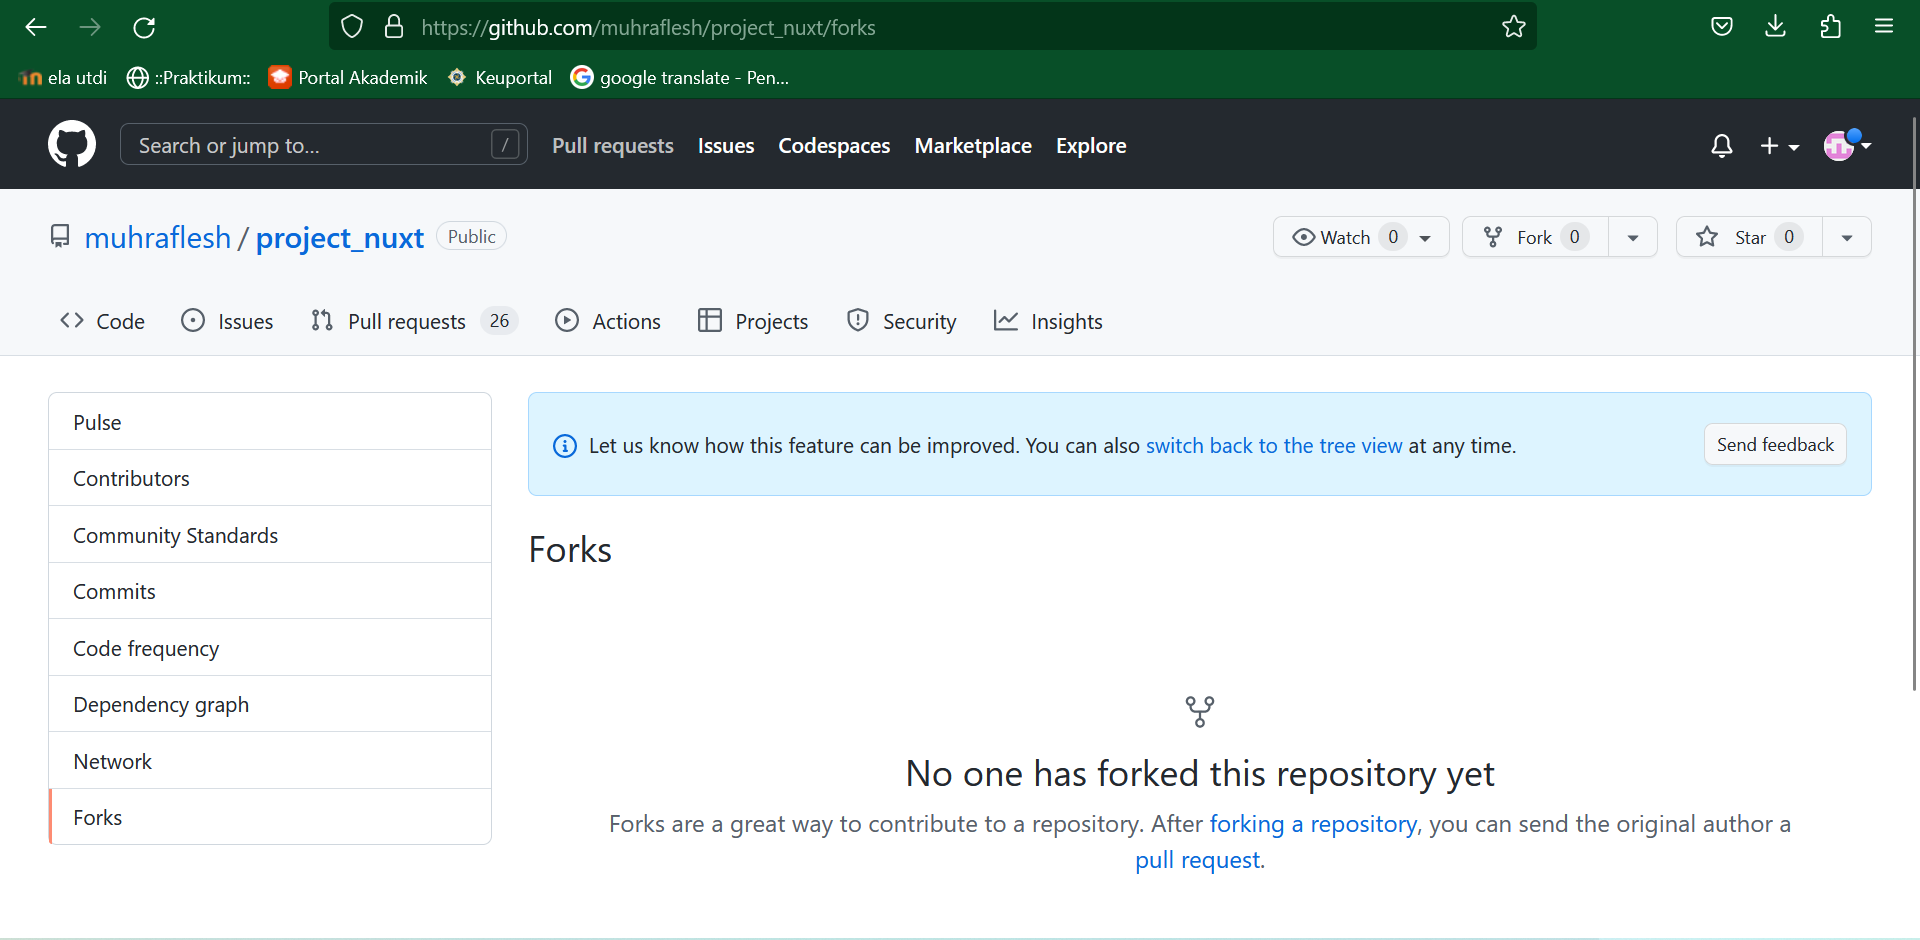 https://github.com/muhraflesh/project_nuxt/forks
ela utdi ::Praktikum:: Portal Akademik Keuportal google translate - Pen...
Search or jump to... / Pull requests Issues Codespaces Marketplace Explore
muhraflesh / project_nuxt Public Watch 0 Fork 0 Star 0
Code Issues Pull requests 26 Actions Projects Security Insights
Pulse
Contributors
Community Standards
Commits
Code frequency
Dependency graph
Network
Forks
Let us know how this feature can be improved. You can also switch back to the tree view at any time. Send feedback
Forks
No one has forked this repository yet
Forks are a great way to contribute to a repository. After forking a repository, you can send the original author a
pull request.